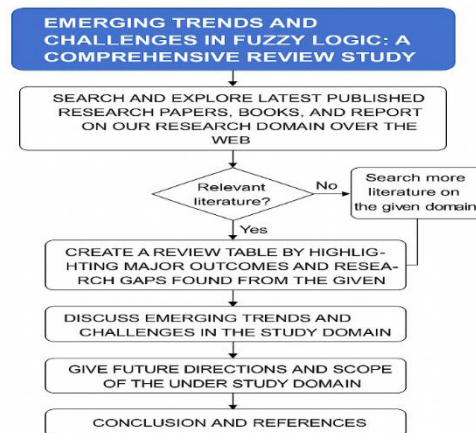 EMERGING TRENDS AND
CHALLENGES IN FUZZY LOGIC: A
COMPREHENSIVE REVIEW STUDY
SEARCH AND EXPLORE LATEST PUBLISHED
RESEARCH PAPERS, BOOKS, AND REPORT
ON OUR RESEARCH DOMAIN OVER THE
WEB
Relevant
literature?
No
Search more
literature on
the given domain
Yes
CREATE A REVIEW TABLE BY HIGHLIG-
HTING MAJOR OUTCOMES AND RESEA-
RCH GAPS FOUND FROM THE GIVEN
DISCUSS EMERGING TRENDS AND
CHALLENGES IN THE STUDY DOMAIN
GIVE FUTURE DIRECTIONS AND SCOPE
OF THE UNDER STUDY DOMAIN
CONCLUSION AND REFERENCES